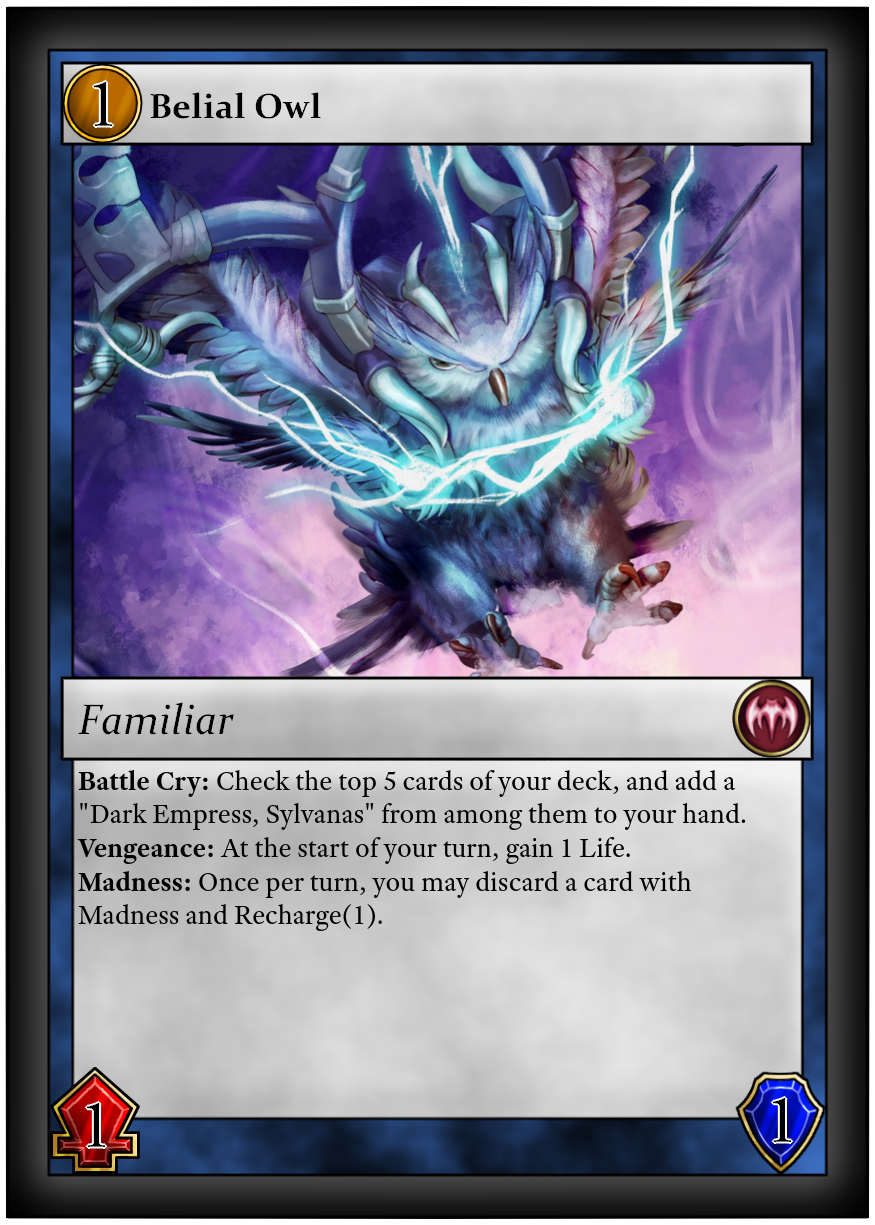 1
Belial Owl
Familiar
Battle Cry: Check the top 5 cards of your deck, and add a
"Dark Empress, Sylvanas" from among them to your hand.
Vengeance: At the start of your turn, gain 1 Life.
Madness: Once per turn, you may discard a card with
Madness and Recharge(1).
1
1